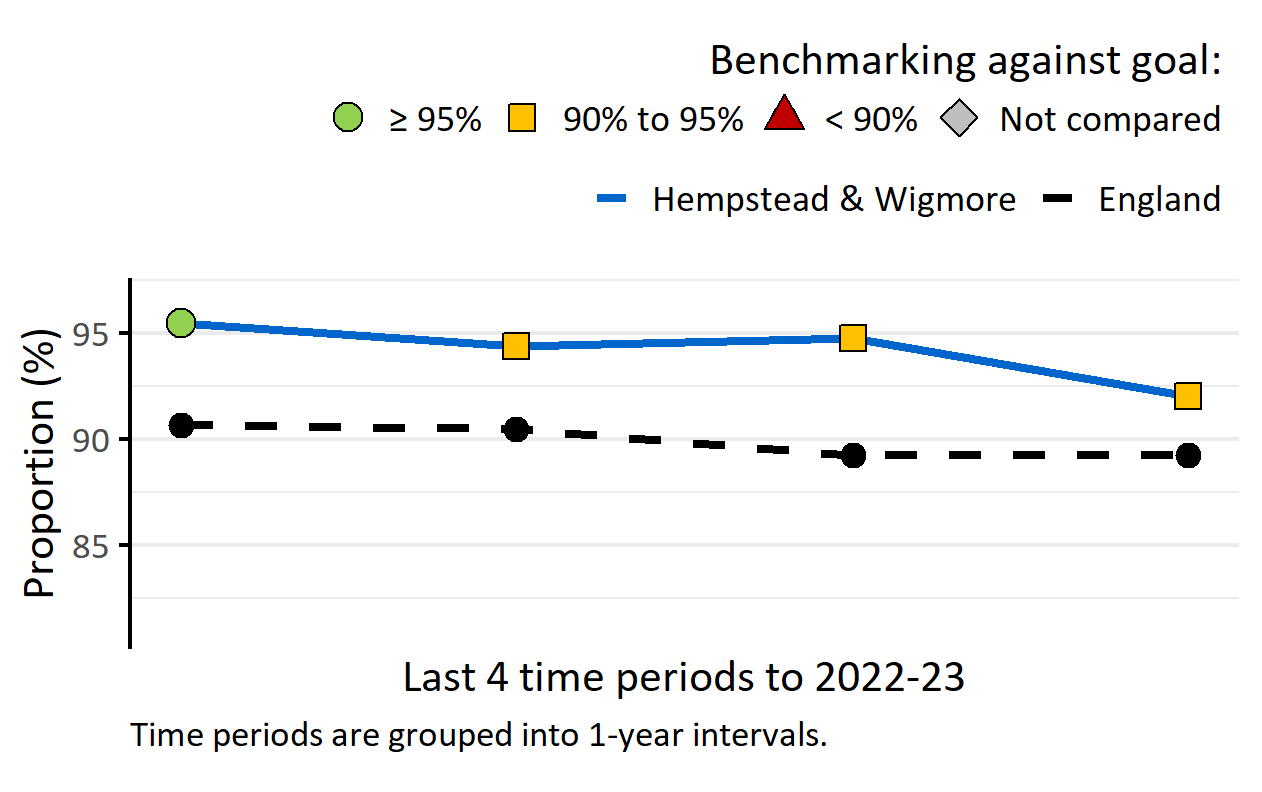 Benchmarking against goal:
≥ 95% 90% to 95% < 90% Not compared
Hempstead & Wigmore England
Proportion (%)
95
90
85
Last 4 time periods to 2022-23
Time periods are grouped into 1-year intervals.